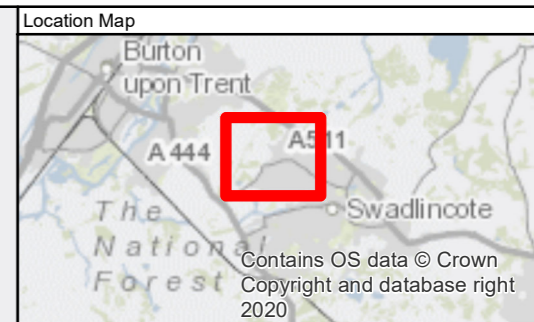 Location Map
Burton
upon Trent
A 444
A511
Swadlincote
The
National
Forest
Contains OS data © Crown
Copyright and database right
2020